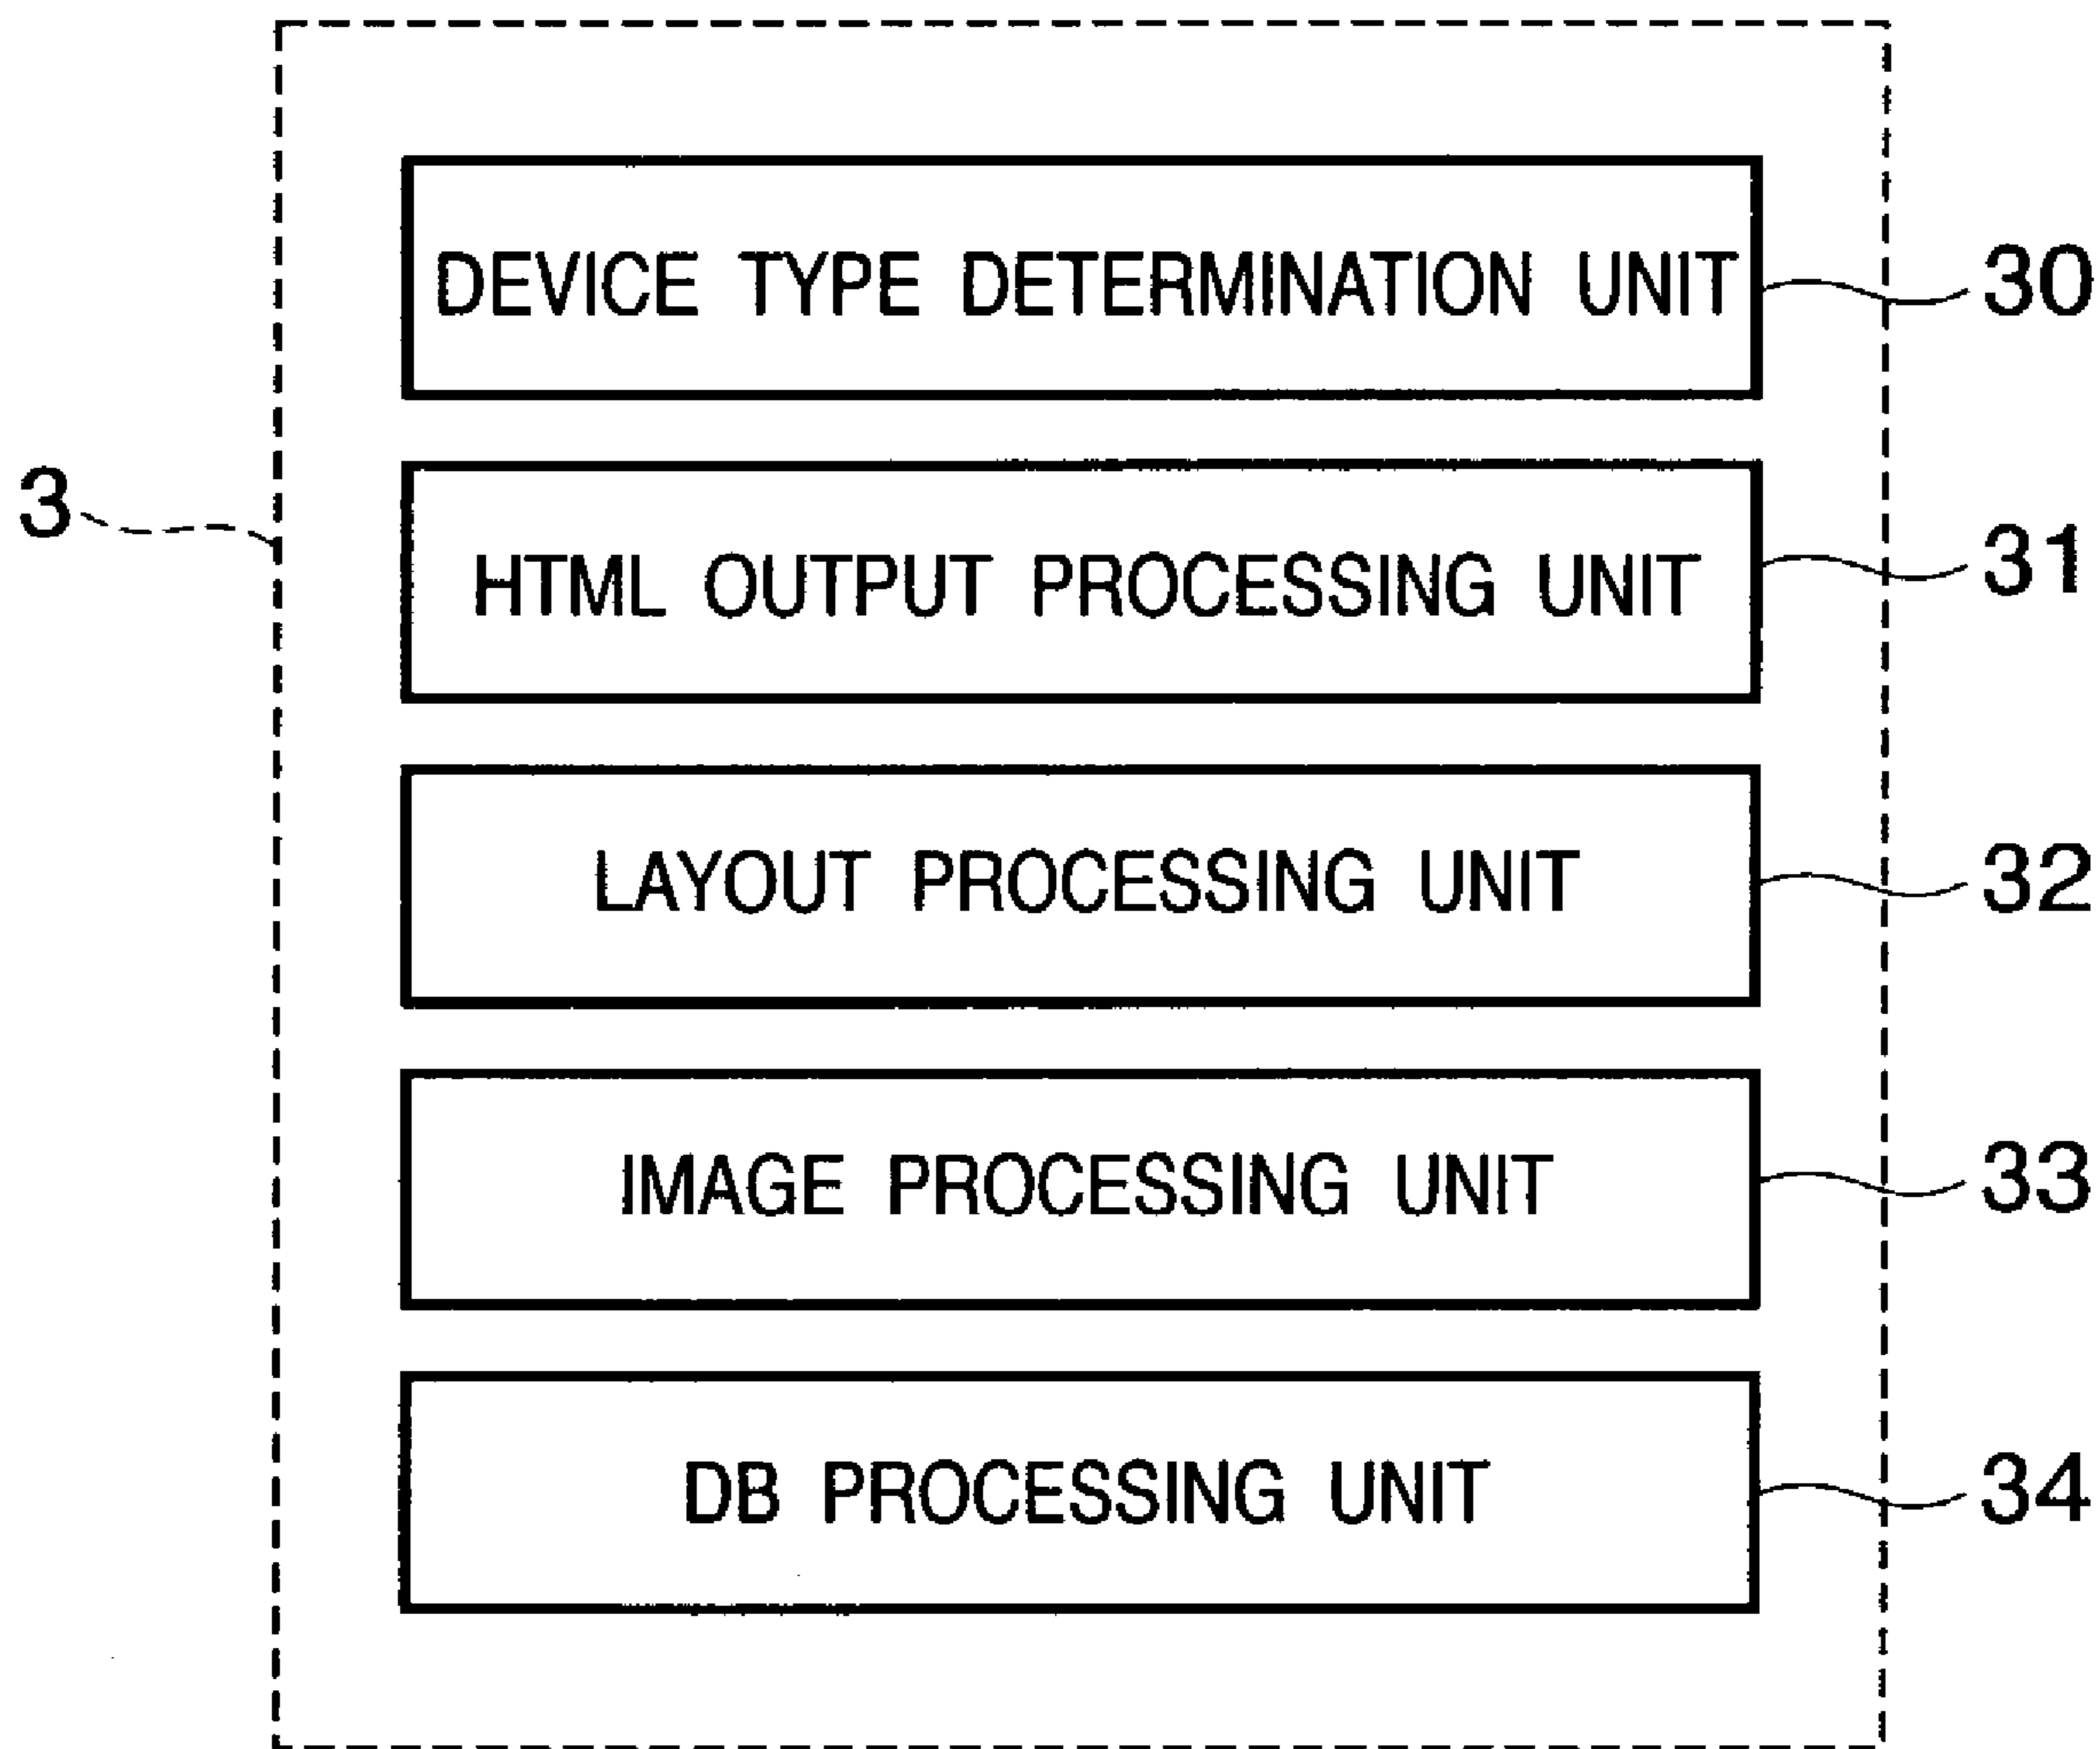 DEVICE TYPE DETERMINATION UNIT 30
3
HTML OUTPUT PROCESSING UNIT 31
LAYOUT PROCESSING UNIT 32
IMAGE PROCESSING UNIT 33
DB PROCESSING UNIT 34